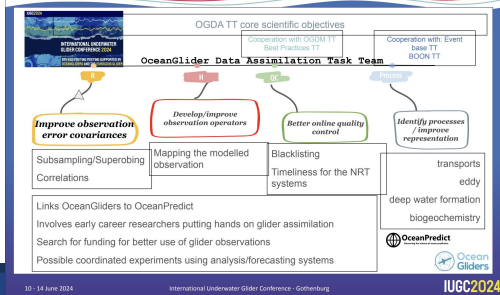 IUGC2024
INTERNATIONAL UNDERWATER
GLIDER CONFERENCE 2024
OGDA TT core scientific objectives
Cooperation with OGDM TT
Best Practices TT
Cooperation with: Event
base TT
BOON TT
OceanGlider Data Assimilation Task Team
R
H
QC
Process
Improve observation
error covariances
Develop/improve
observation operators
Better online quality
control
Identify processes
/ improve
representation
Subsampling/Superobing
Correlations
Mapping the modelled
observation
Blacklisting
Timeliness for the NRT
systems
transports
eddy
deep water formation
biogeochemistry
Links OceanGliders to OceanPredict
Involves early career researchers putting hands on glider assimilation
Search for funding for better use of glider observations
Possible coordinated experiments using analysis/forecasting systems
OceanPredict
Ocean
Gliders
10 - 14 June 2024
International Underwater Glider Conference - Gothenburg
IUGC2024